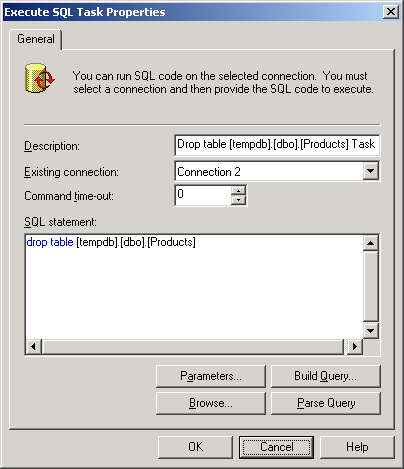 Execute SQL Task Properties
General
You can run SQL code on the selected connection. You must
select a connection and then provide the SQL code to execute.
Description:
Drop table [tempdb].[dbo].[Products] Task
Existing connection:
Connection 2
Command time-out:
0
SQL statement:
drop table [tempdb].[dbo].[Products]
Parameters...
Build Query...
Browse...
Parse Query
OK
Cancel
Help